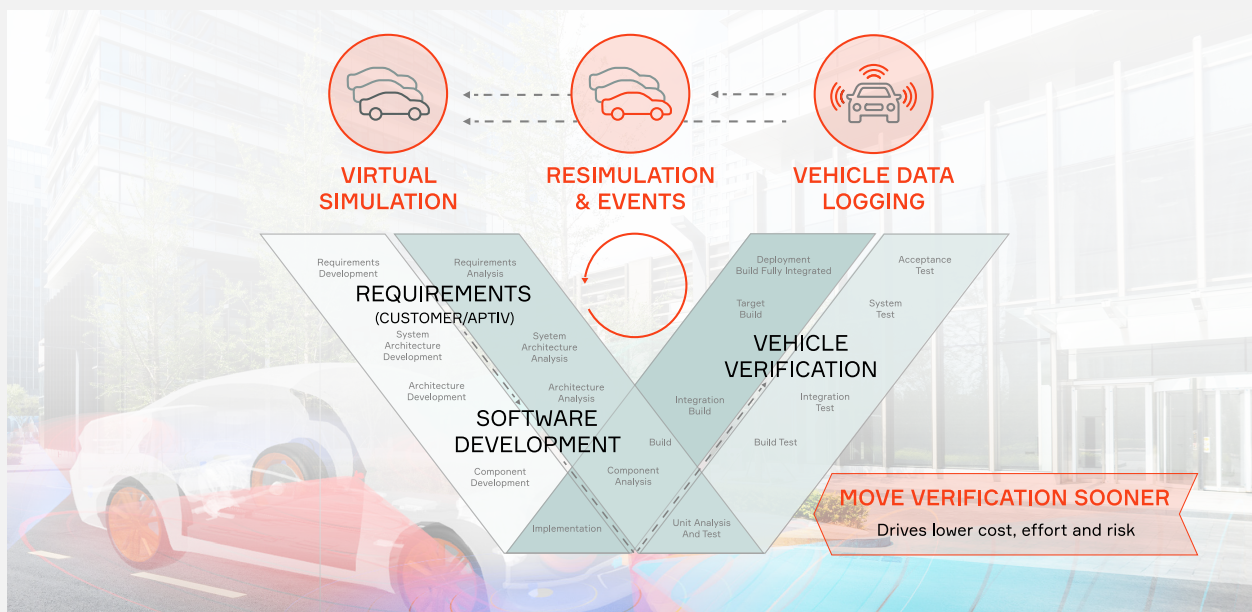 VIRTUAL
SIMULATION
RESIMULATION
& EVENTS
VEHICLE DATA
LOGGING
Requirements
Development
Requirements
Analysis
REQUIREMENTS
(CUSTOMER/APTIV)
System
Architecture
Development
Syetem
Architecture
Analysis
Architecture
Development
Architecture
Analysis
SOFTWARE
DEVELOPMENT
Component
Development
Component
Analysis
Implementation
Unit Analysis
And Test
Build
Integration
Build
Target
Build
Deployment
Build Fully Integrated
VEHICLE
VERIFICATION
Acceptance
Test
System
Test
Integration
Test
Build Test
MOVE VERIFICATION SOONER
Drives lower cost, effort and risk